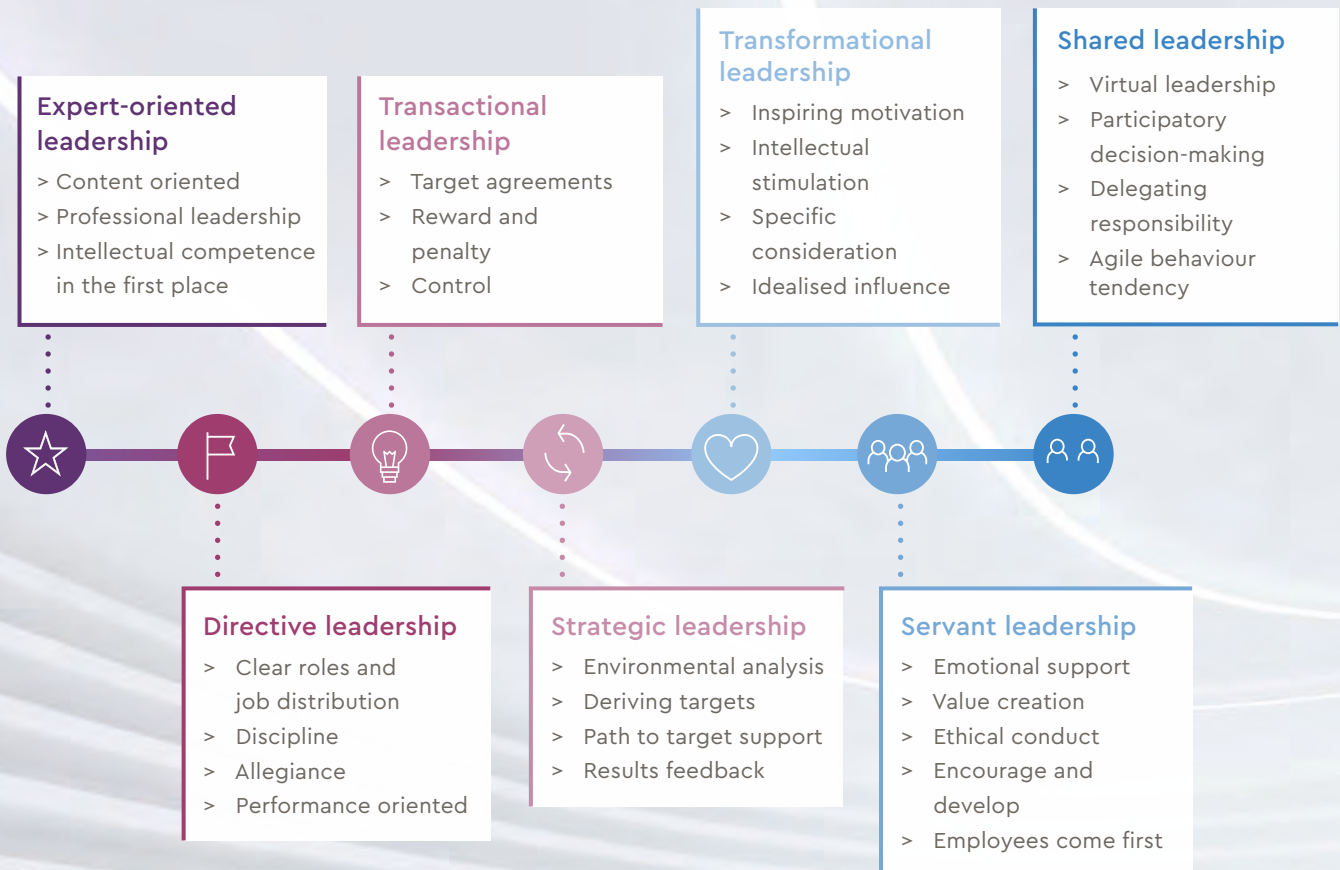 Expert-oriented
leadership
> Content oriented
> Professional leadership
> Intellectual competence
in the first place
Transactional
leadership
> Target agreements
> Reward and
penalty
> Control
Transformational
leadership
> Inspiring motivation
> Intellectual
stimulation
> Specific
consideration
> Idealised influence
Shared leadership
> Virtual leadership
> Participatory
decision-making
> Delegating
responsibility
> Agile behaviour
tendency
Directive leadership
> Clear roles and
job distribution
> Discipline
> Allegiance
> Performance oriented
Strategic leadership
> Environmental analysis
> Deriving targets
> Path to target support
> Results feedback
Servant leadership
> Emotional support
> Value creation
> Ethical conduct
> Encourage and
develop
> Employees come first